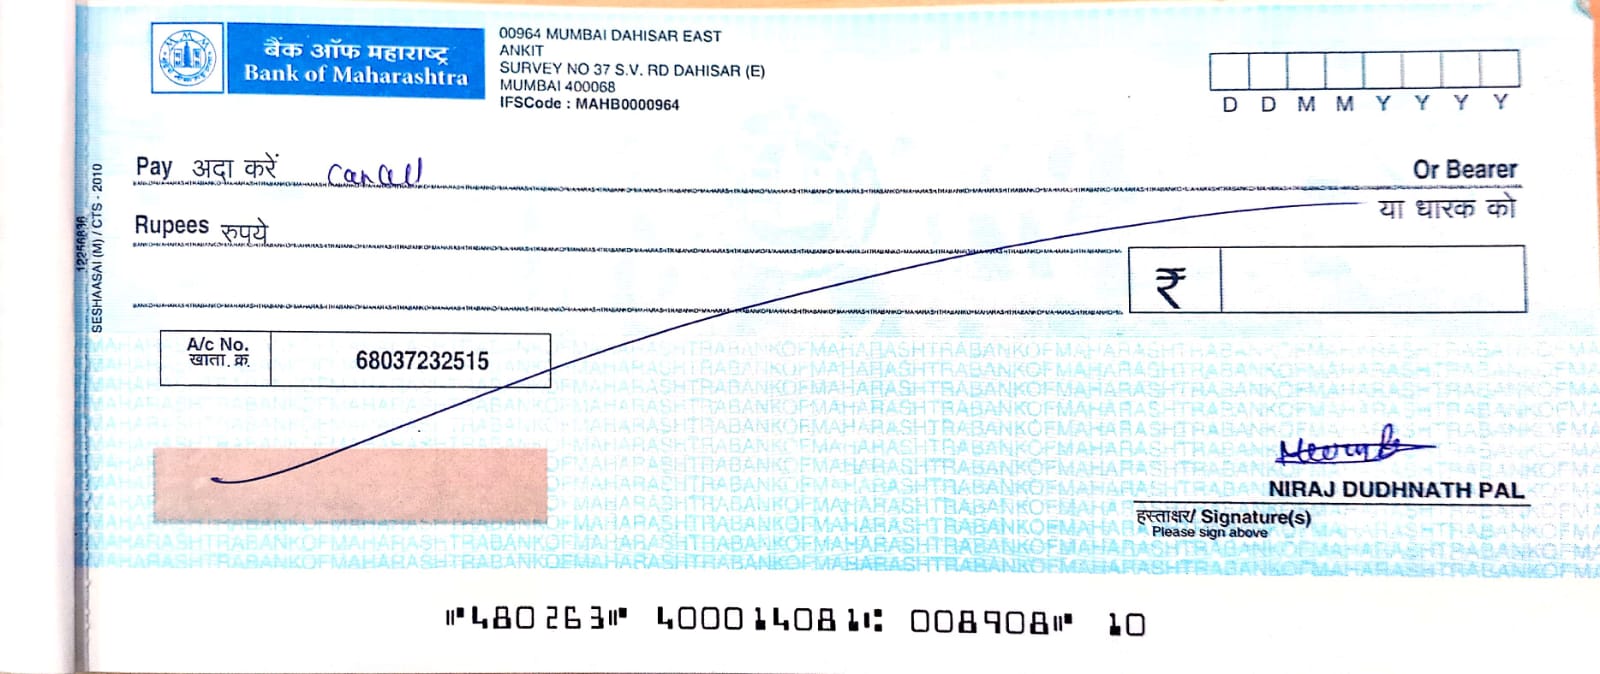 बैंक ऑफ महाराष्ट्र
Bank of Maharashtra
00964 MUMBAI DAHISAR EAST
ANKIT
SURVEY NO 37 S.V. RD DAHISAR (E)
MUMBAI 400068
IFSCode : MAHB0000964
D D M M Y Y Y Y
Pay अदा करें Cancell
Or Bearer
या धारक को
Rupees रुपये
₹
A/c No.
खाता. क्र.
68037232515
SESHAASAI (M) / CTS - 2010
NIRAJ DUDHNATH PAL
हस्ताक्षर/ Signature(s)
Please sign above
⑈480263⑈ 400014081⑆ 008908⑈ 10